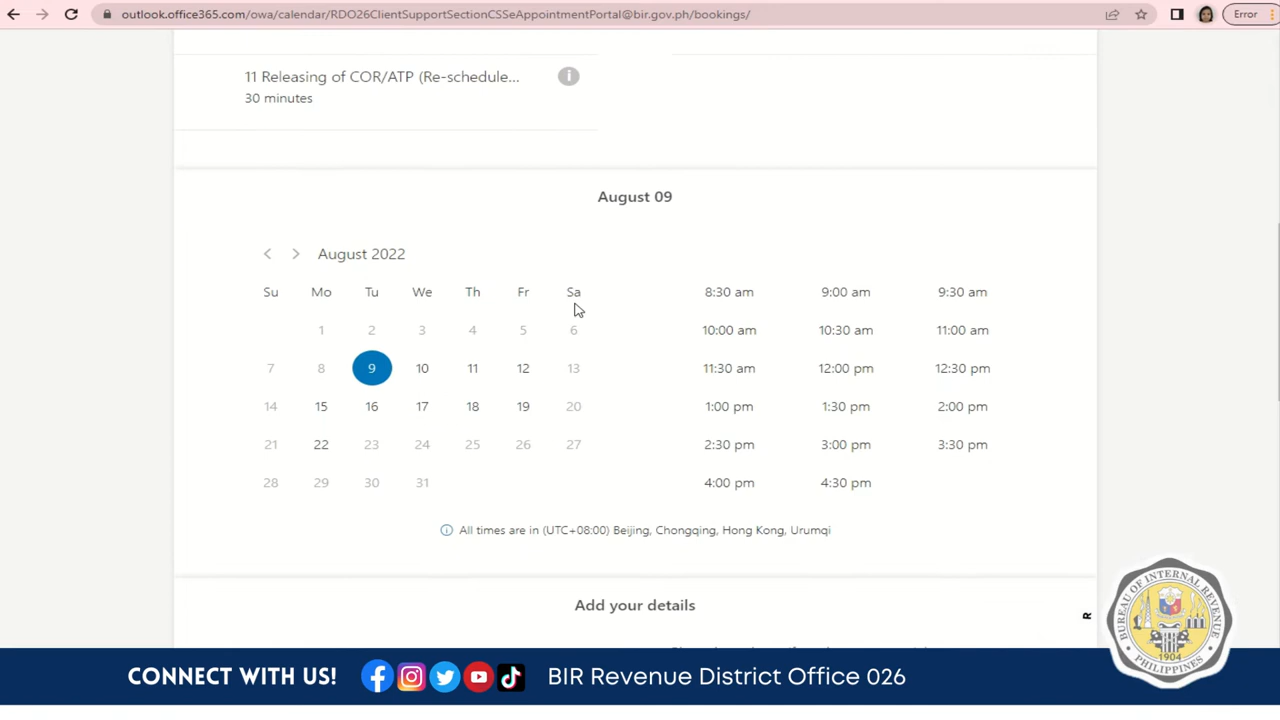 outlook.office365.com/owa/calendar/RDO26ClientSupportSectionCSSeAppointmentPortal@bir.gov.ph/bookings/
Error
11 Releasing of COR/ATP (Re-schedule...
30 minutes
August 09
August 2022
Su Mo Tu We Th Fr Sa
1 2 3 4 5 6
7 8 9 10 11 12 13
14 15 16 17 18 19 20
21 22 23 24 25 26 27
28 29 30 31
8:30 am 9:00 am 9:30 am
10:00 am 10:30 am 11:00 am
11:30 am 12:00 pm 12:30 pm
1:00 pm 1:30 pm 2:00 pm
2:30 pm 3:00 pm 3:30 pm
4:00 pm 4:30 pm
All times are in (UTC+08:00) Beijing, Chongqing, Hong Kong, Urumqi
Add your details
R
BUREAU OF INTERNAL REVENUE
1904
PHILIPPINES
CONNECT WITH US!
BIR Revenue District Office 026